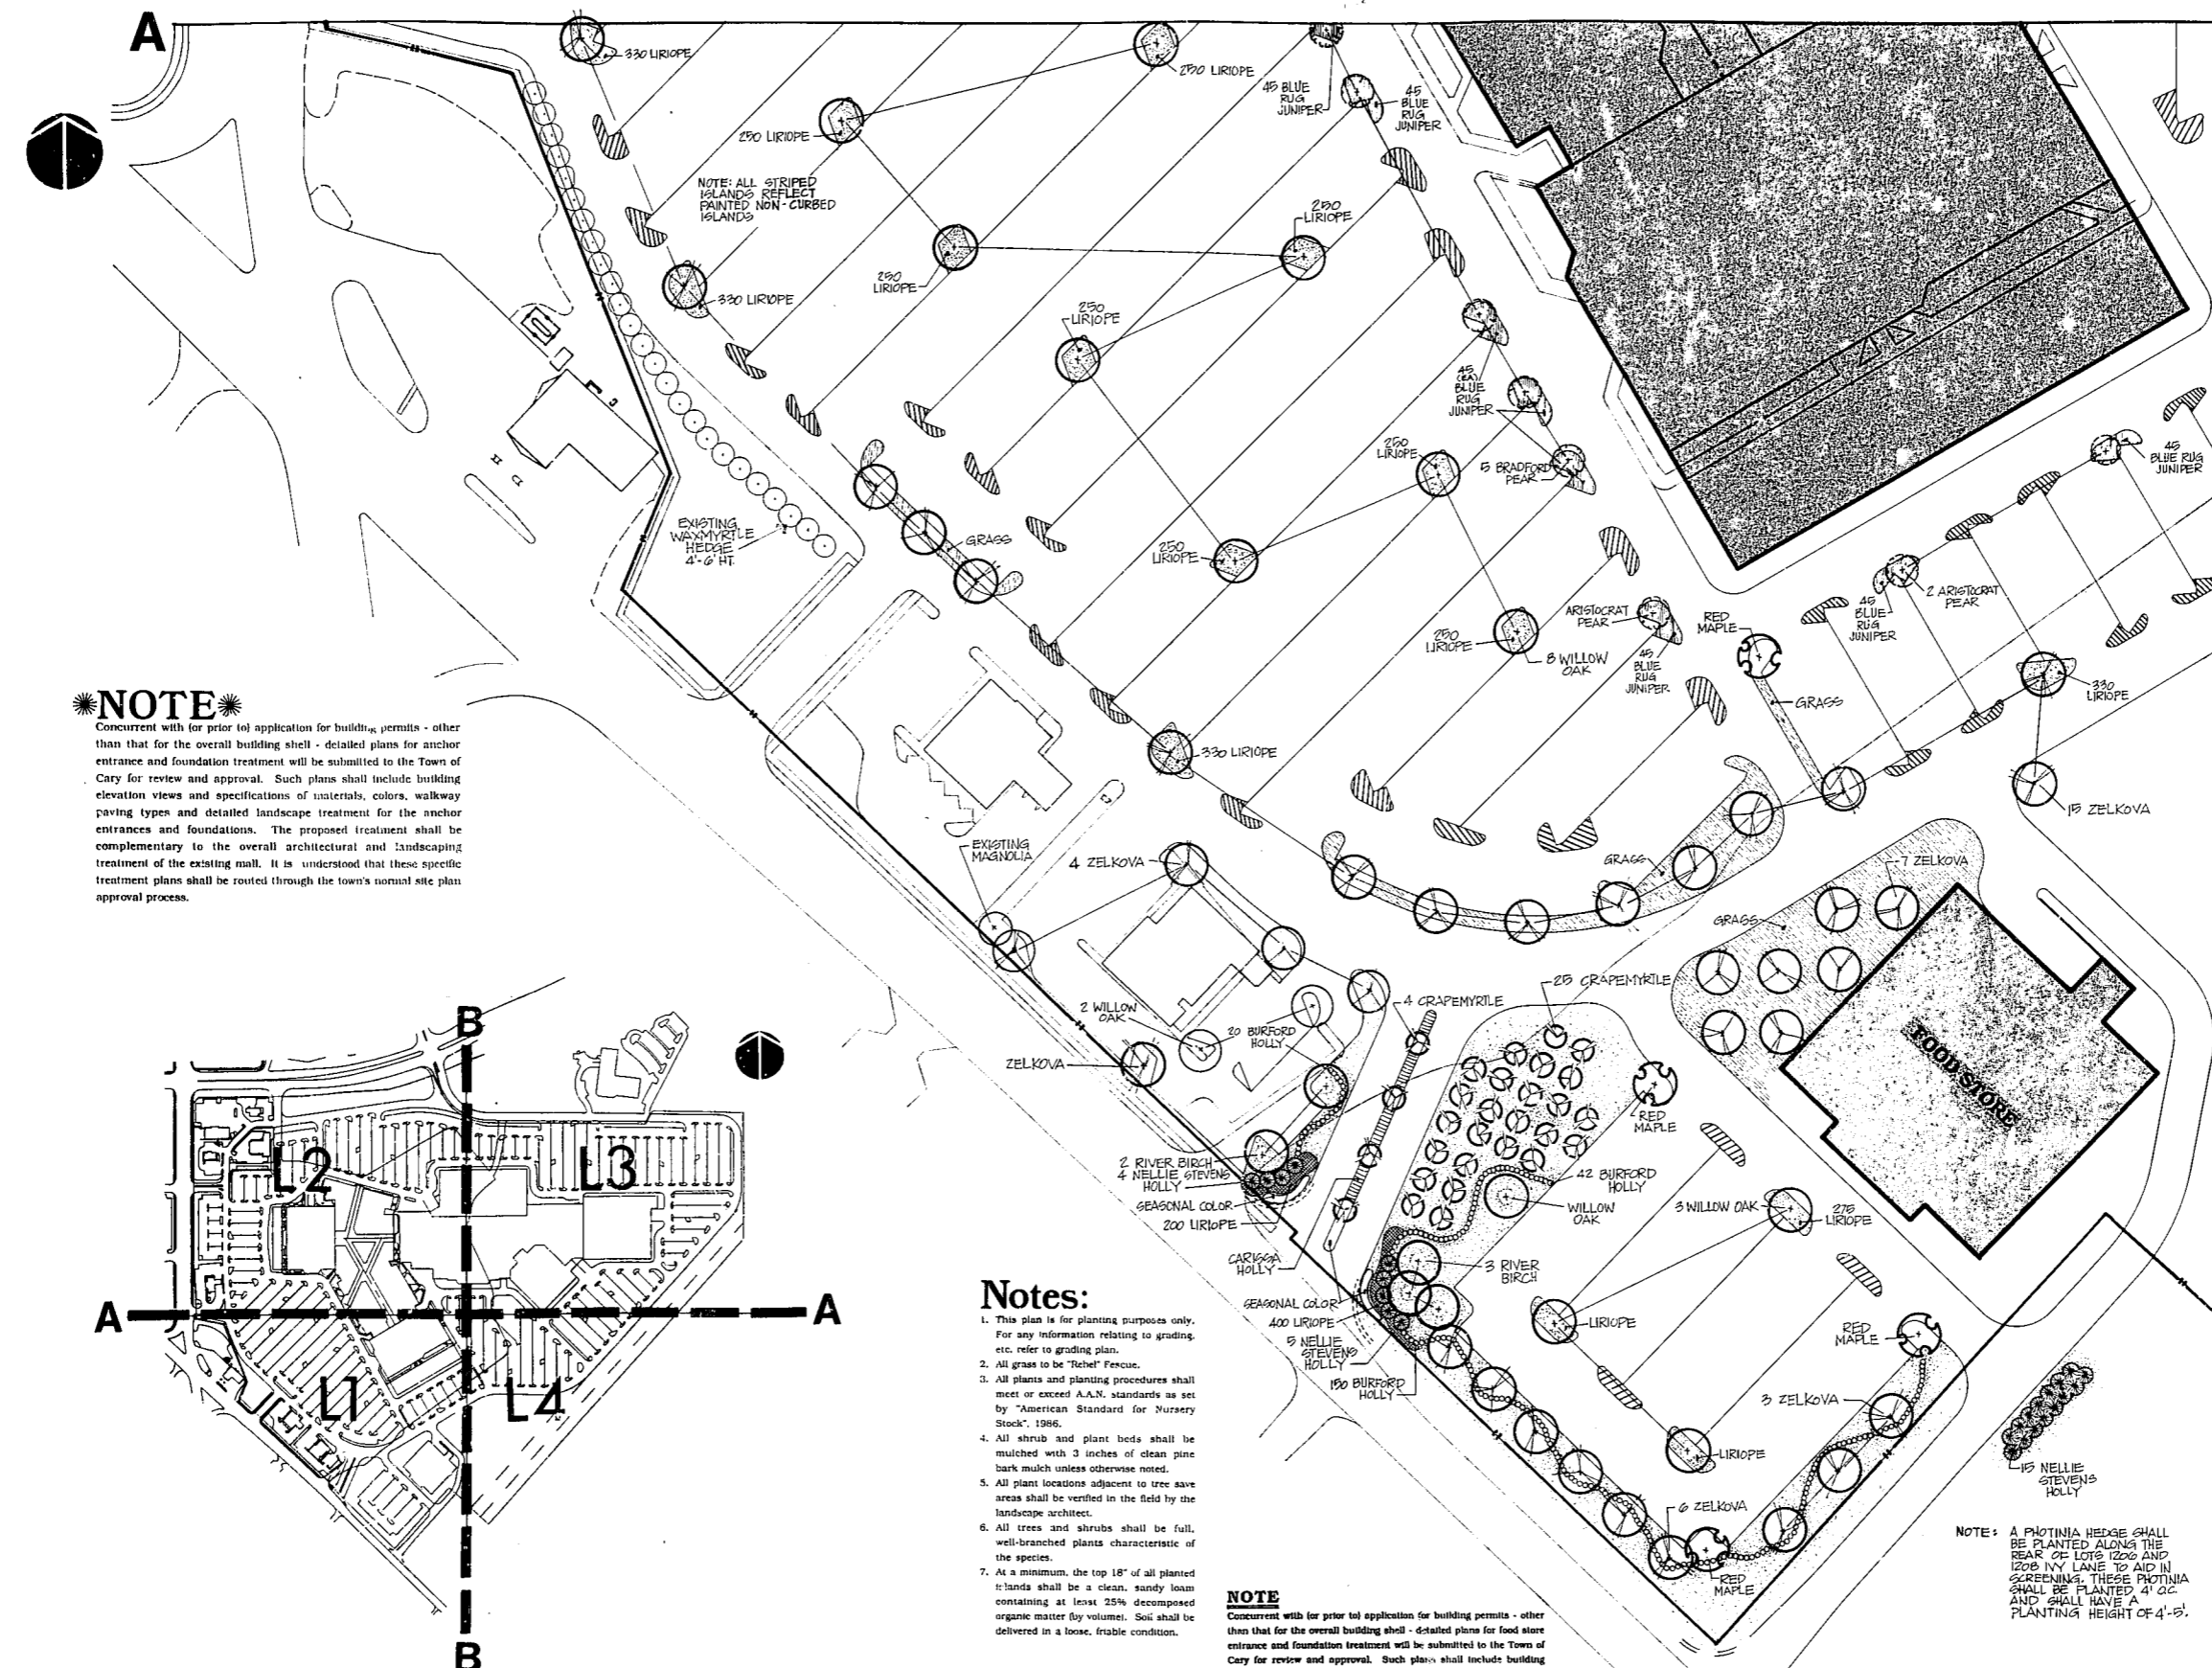 A
330 LIRIOPE
250 LIRIOPE
250 LIRIOPE
45 BLUE
RUG
JUNIPER
45
BLUE
RUG
JUNIPER
NOTE: ALL STRIPED
ISLANDS REFLECT
PAINTED NON-CURBED
ISLANDS
250
LIRIOPE
250
LIRIOPE
330 LIRIOPE
250
LIRIOPE
45
(EA)
BLUE
RUG
JUNIPER
250
LIRIOPE
5 BRADFORD
PEAR
45
BLUE RUG
JUNIPER
EXISTING
WAXMYRTLE
HEDGE
4'-6' HT.
GRASS
250
LIRIOPE
250
LIRIOPE
8 WILLOW
OAK
ARISTOCRAT
PEAR
45
BLUE
RUG
JUNIPER
RED
MAPLE
45
BLUE
RUG
JUNIPER
2 ARISTOCRAT
PEAR
GRASS
330
LIRIOPE
330 LIRIOPE
15 ZELKOVA
*NOTE*
Concurrent with (or prior to) application for building permits - other
than that for the overall building shell - detailed plans for anchor
entrance and foundation treatment will be submitted to the Town of
Cary for review and approval. Such plans shall include building
elevation views and specifications of materials, colors, walkway
paving types and detailed landscape treatment for the anchor
entrances and foundations. The proposed treatment shall be
complementary to the overall architectural and landscaping
treatment of the existing mall. It is understood that these specific
treatment plans shall be routed through the town's normal site plan
approval process.
EXISTING
MAGNOLIA
4 ZELKOVA
GRASS
7 ZELKOVA
GRASS
FOOD STORE
2 WILLOW
OAK
20 BURFORD
HOLLY
4 CRAPEMYRTLE
25 CRAPEMYRTLE
ZELKOVA
RED
MAPLE
2 RIVER BIRCH
4 NELLIE STEVENS
HOLLY
SEASONAL COLOR
200 LIRIOPE
42 BURFORD
HOLLY
WILLOW
OAK
3 WILLOW OAK
275
LIRIOPE
CARISSA
HOLLY
3 RIVER
BIRCH
SEASONAL COLOR
400 LIRIOPE
5 NELLIE
STEVENS
HOLLY
150 BURFORD
HOLLY
LIRIOPE
RED
MAPLE
3 ZELKOVA
LIRIOPE
15 NELLIE
STEVENS
HOLLY
6 ZELKOVA
RED
MAPLE
B
L2
L3
A
A
L1
L4
B
Notes:
1. This plan is for planting purposes only.
For any information relating to grading,
etc. refer to grading plan.
2. All grass to be "Rebel" Fescue.
3. All plants and planting procedures shall
meet or exceed A.A.N. standards as set
by "American Standard for Nursery
Stock", 1986.
4. All shrub and plant beds shall be
mulched with 3 inches of clean pine
bark mulch unless otherwise noted.
5. All plant locations adjacent to tree save
areas shall be verified in the field by the
landscape architect.
6. All trees and shrubs shall be full,
well-branched plants characteristic of
the species.
7. At a minimum, the top 18" of all planted
islands shall be a clean, sandy loam
containing at least 25% decomposed
organic matter (by volume). Soil shall be
delivered in a loose, friable condition.
NOTE
Concurrent with (or prior to) application for building permits - other
than that for the overall building shell - detailed plans for food store
entrance and foundation treatment will be submitted to the Town of
Cary for review and approval. Such plans shall include building
NOTE: A PHOTINIA HEDGE SHALL
BE PLANTED ALONG THE
REAR OF LOTS 1206 AND
1208 IVY LANE TO AID IN
SCREENING. THESE PHOTINIA
SHALL BE PLANTED 4' O.C.
AND SHALL HAVE A
PLANTING HEIGHT OF 4'-5'.